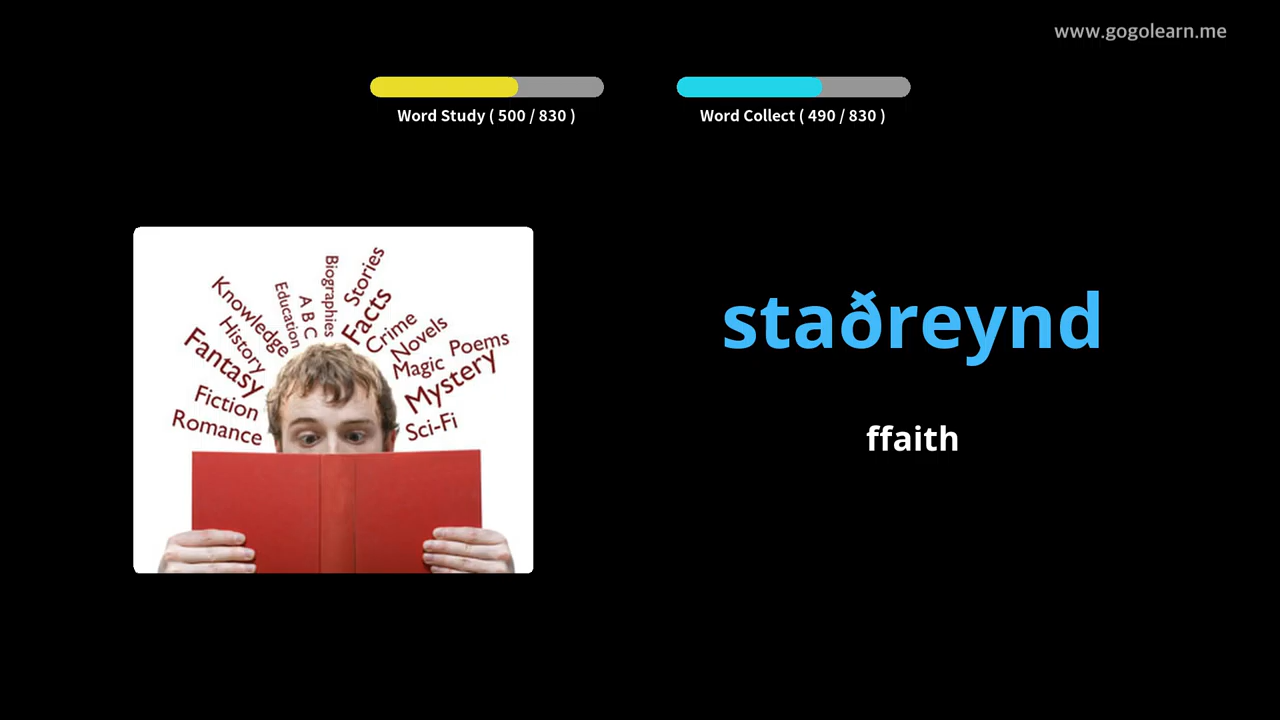 www.gogolearn.me
Word Study ( 500 / 830 )
Word Collect ( 490 / 830 )
Biographies
Stories
Knowledge
Education
A B C
Facts
Crime
History
Novels
Fantasy
Magic
Poems
Mystery
Fiction
Romance
Sci-Fi
staðreynd
ffaith